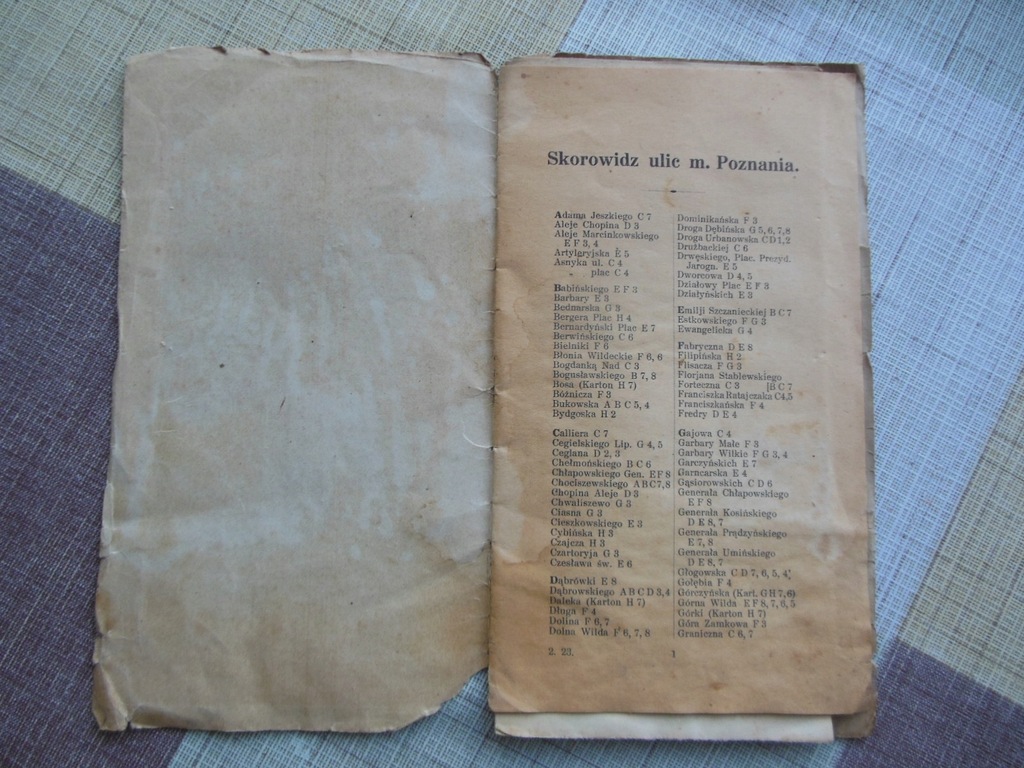 Skorowidz ulic m. Poznania.
Adama Jeszkiego C 7
Aleje Chopina D 3
Aleje Marcinkowskiego
E F 3, 4
Artyleryjska E 5
Asnyka ul. C 4
„ plac C 4
Babińskiego E F 3
Barbary E 3
Bednarska G 3
Bergera Plac H 4
Bernardyński Plac E 7
Berwińskiego C 6
Bielniki F 6
Błonia Wildeckie F 6, 6
Bogdanką Nad C 3
Bogusławskiego B 7, 8
Bosa (Karton H 7)
Bóżnicza F 3
Bukowska A B C 5, 4
Bydgoska H 2
Calliera C 7
Cegielskiego Lip. G 4, 5
Ceglana D 2, 3
Chełmońskiego B C 6
Chłapowskiego Gen. E F 8
Chociszewskiego A B C 7, 8
Chopina Aleje D 3
Chwaliszewo G 3
Ciasna G 3
Cieszkowskiego E 3
Cybińska H 3
Czajcza H 3
Czartoryja G 3
Czesława św. E 6
Dąbrówki E 8
Dąbrowskiego A B C D 3, 4
Daleka (Karton H 7)
Długa F 4
Dolina F 6, 7
Dolna Wilda F 6, 7, 8
2. 23.
Dominikańska F 3
Droga Dębińska G 5, 6, 7, 8
Droga Urbanowska C D 1, 2
Drużbackiej C 6
Drwęskiego, Plac. Prezyd.
Jarogn. E 5
Dworcowa D 4, 5
Działowy Plac E F 3
Działyńskich E 3
Emilji Szczanieckiej B C 7
Estkowskiego F G 3
Ewangelicka G 4
Fabryczna D E 8
Filipińska H 2
Flisacza F G 3
Florjana Stablewskiego
Forteczna C 3 [B C 7
Franciszka Ratajczaka C 4, 5
Franciszkańska F 4
Fredry D E 4
Gajowa C 4
Garbary Małe F 3
Garbary Wilkie F G 3, 4
Garczyńskich E 7
Garncarska E 4
Gąsiorowskich C D 6
Generała Chłapowskiego
E F 8
Generała Kosińskiego
D E 8, 7
Generała Prądzyńskiego
E 7, 8
Generała Umińskiego
D E 8, 7
Głogowska C D 7, 6, 5, 4
Gołębia F 4
Górczyńska (Kart. G H 7, 6)
Górna Wilda E F 8, 7, 6, 5
Górki (Karton H 7)
Góra Zamkowa F 3
Graniczna C 6, 7
1